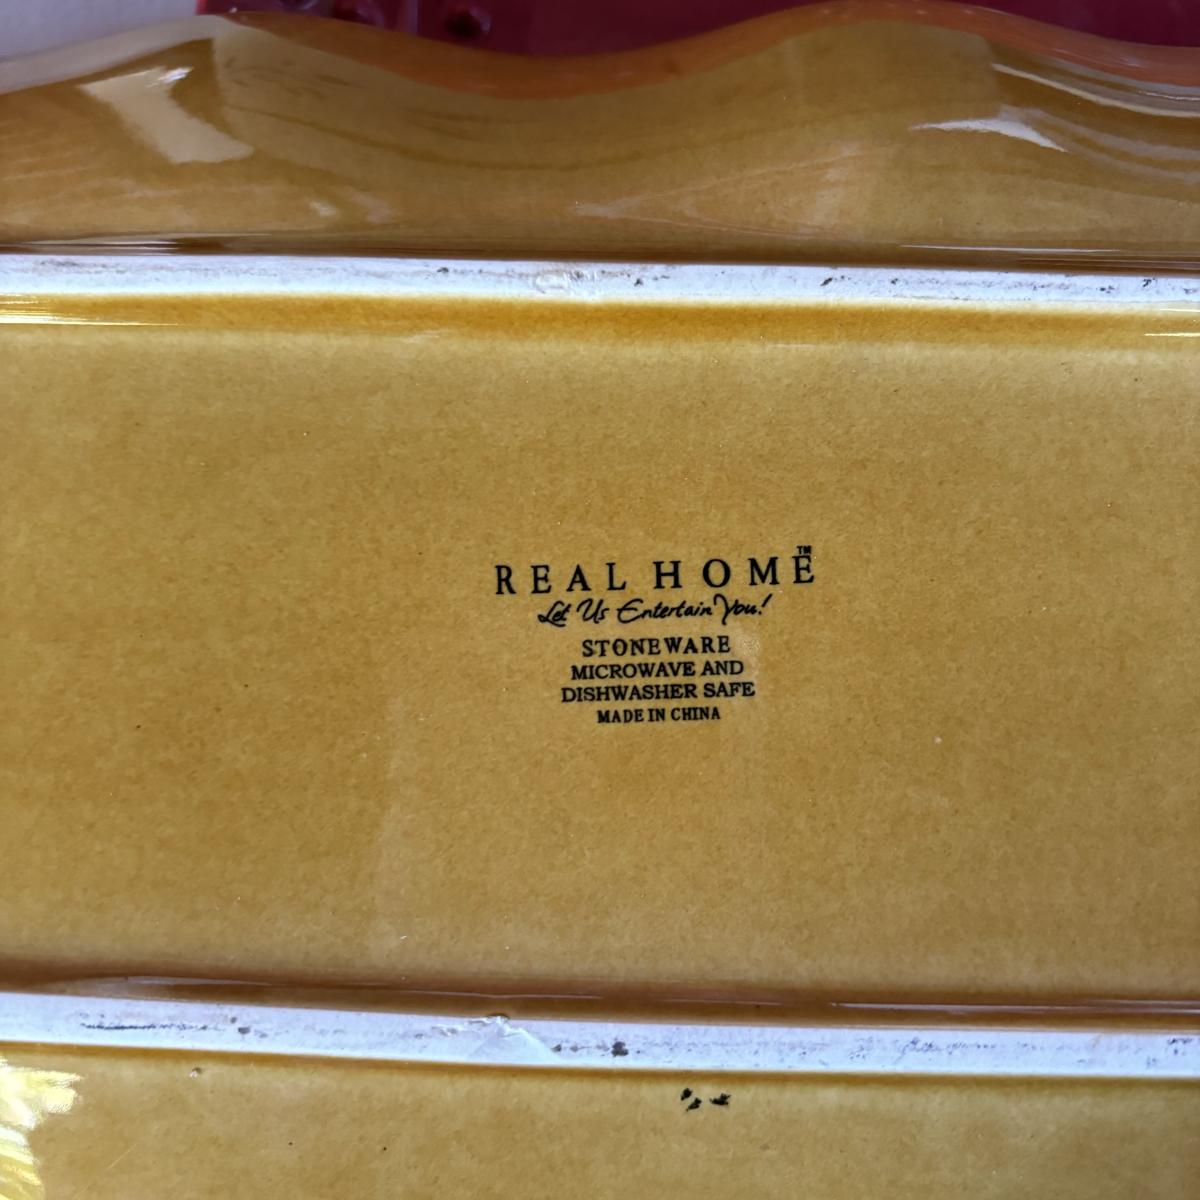 REAL HOME™
Let Us Entertain You!
STONEWARE
MICROWAVE AND
DISHWASHER SAFE
MADE IN CHINA